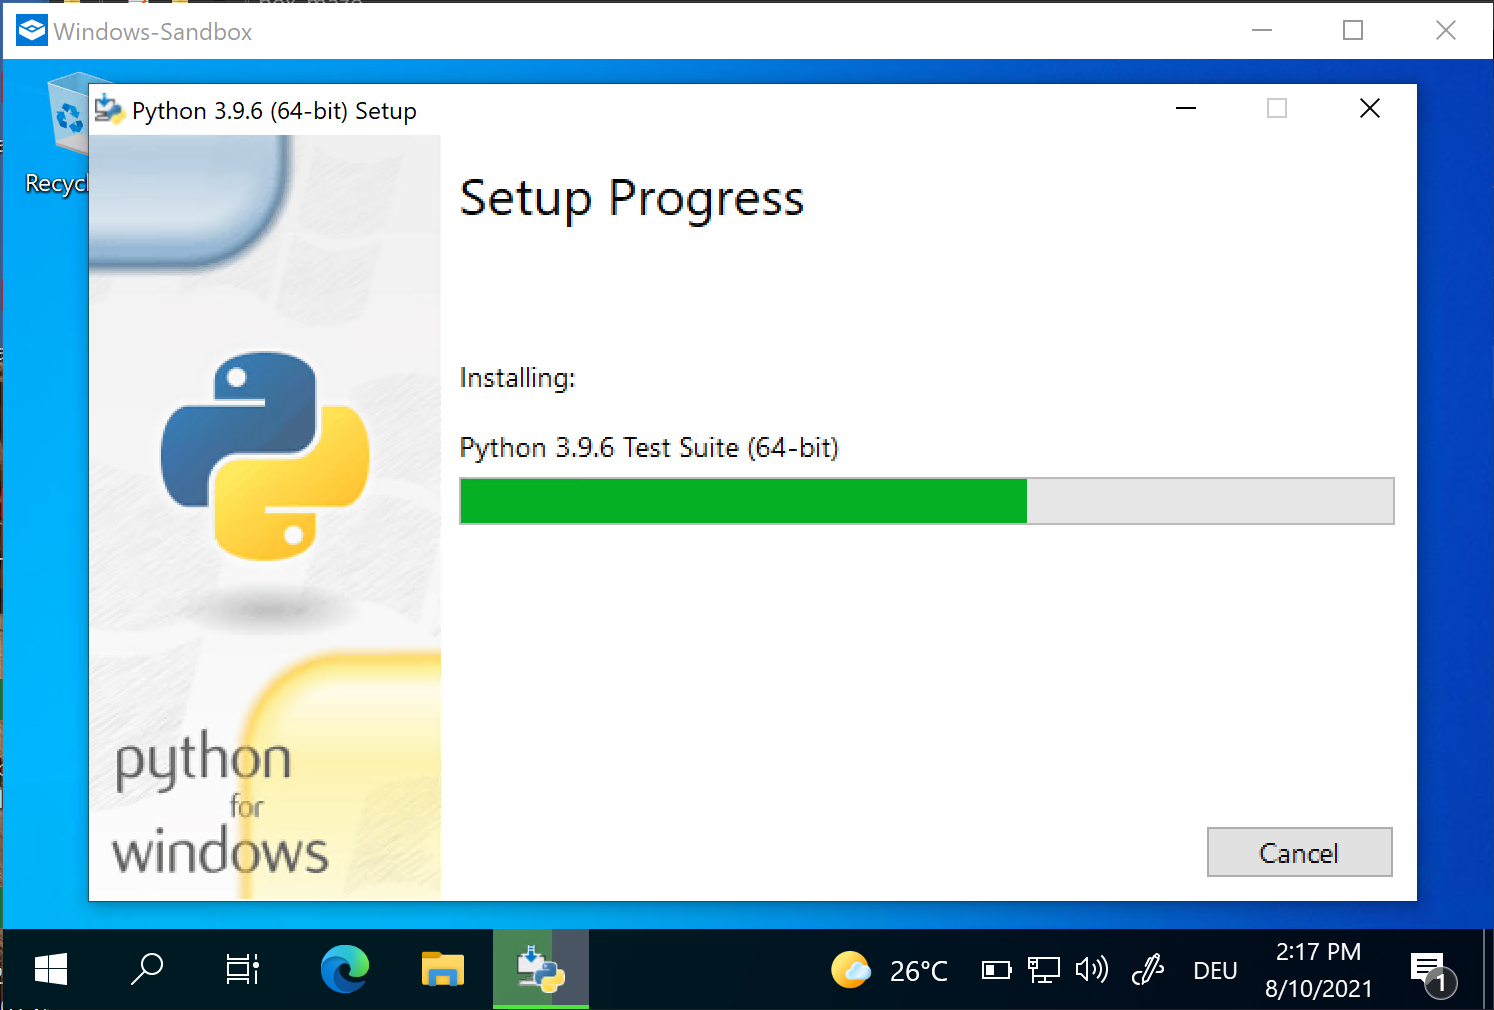 Windows-Sandbox
Python 3.9.6 (64-bit) Setup
Recycl
Setup Progress
Installing:
Python 3.9.6 Test Suite (64-bit)
python
for
windows
Cancel
26°C
DEU
2:17 PM
8/10/2021
1